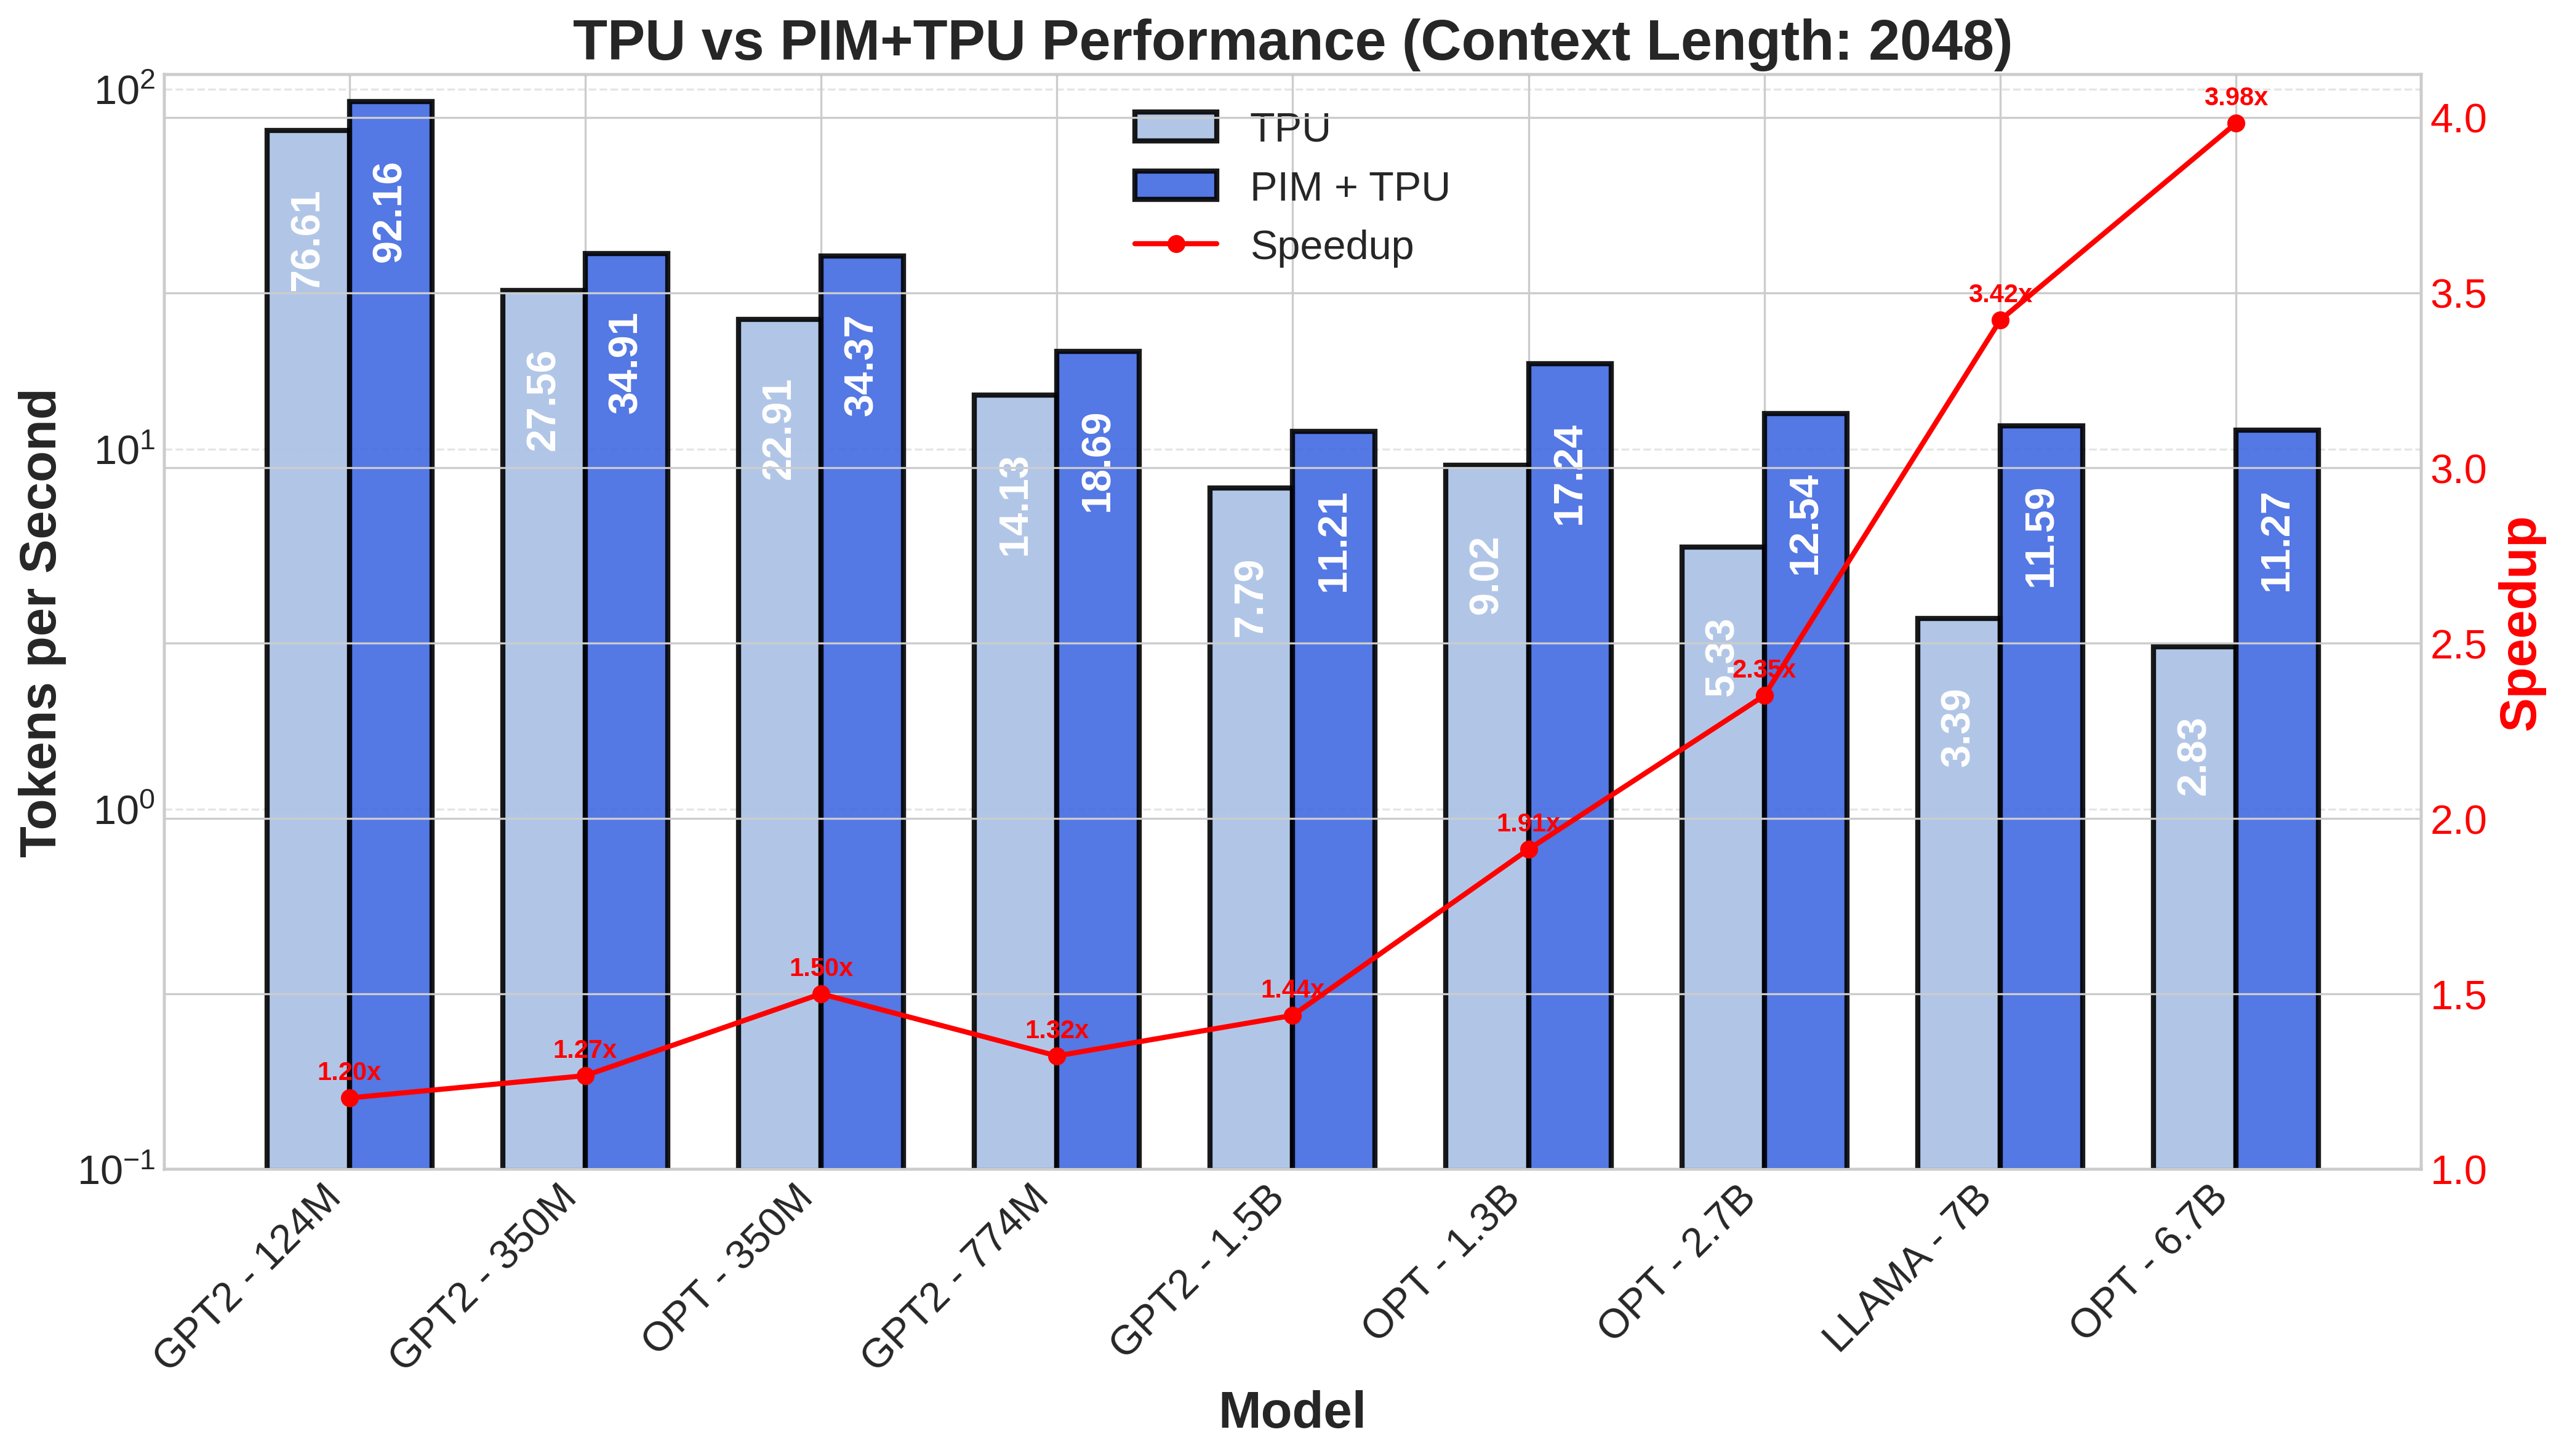 TPU vs PIM+TPU Performance (Context Length: 2048)
TPU
PIM + TPU
Speedup
Tokens per Second
10²
10¹
10⁰
10⁻¹
76.61
92.16
27.56
34.91
22.91
34.37
14.13
18.69
7.79
11.21
9.02
17.24
5.33
12.54
3.39
11.59
2.83
11.27
1.20x
1.27x
1.50x
1.32x
1.44x
1.91x
2.35x
3.42x
3.98x
4.0
3.5
3.0
2.5
2.0
1.5
1.0
Speedup
GPT2 - 124M
GPT2 - 350M
OPT - 350M
GPT2 - 774M
GPT2 - 1.5B
OPT - 1.3B
OPT - 2.7B
LLAMA - 7B
OPT - 6.7B
Model